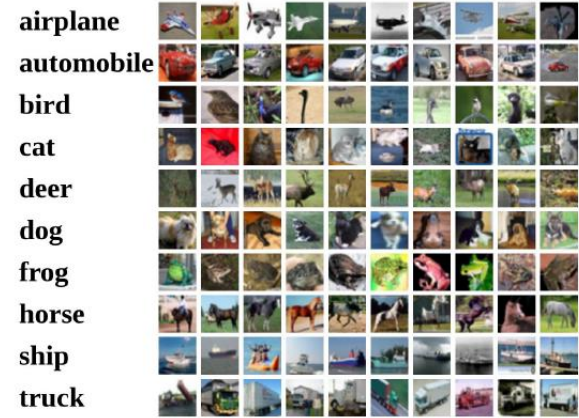 airplane
automobile
bird
cat
deer
dog
frog
horse
ship
truck